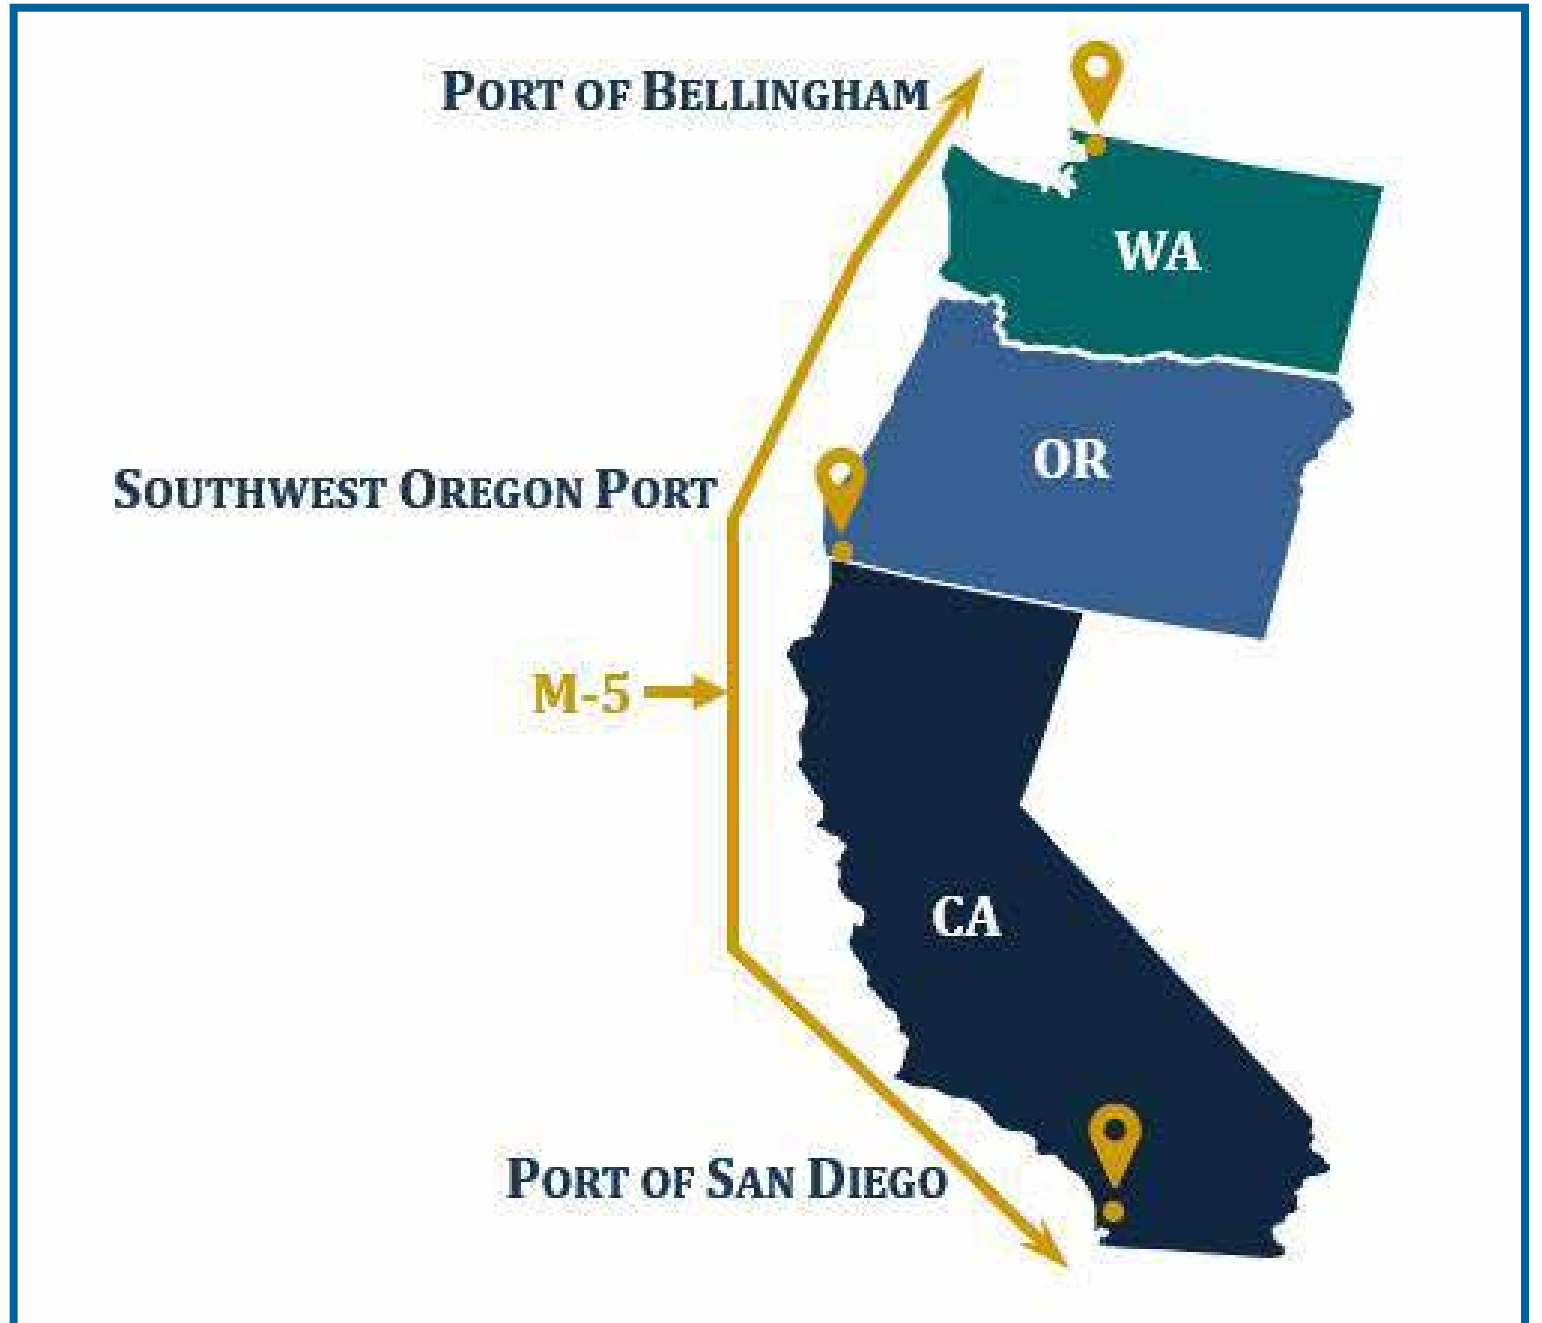 PORT OF BELLINGHAM
WA
OR
SOUTHWEST OREGON PORT
M-5
CA
PORT OF SAN DIEGO